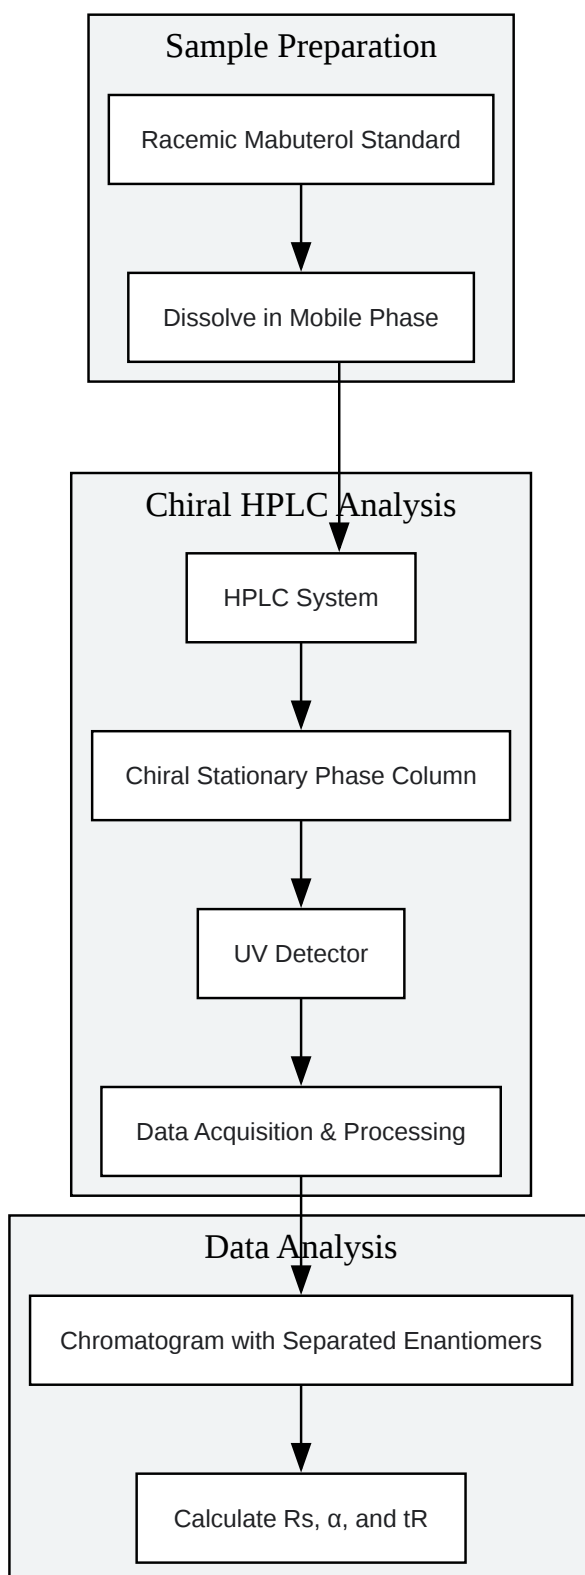 Sample Preparation
Racemic Mabuterol Standard
Dissolve in Mobile Phase
Chiral HPLC Analysis
HPLC System
Chiral Stationary Phase Column
UV Detector
Data Acquisition & Processing
Data Analysis
Chromatogram with Separated Enantiomers
Calculate Rs, α, and tR